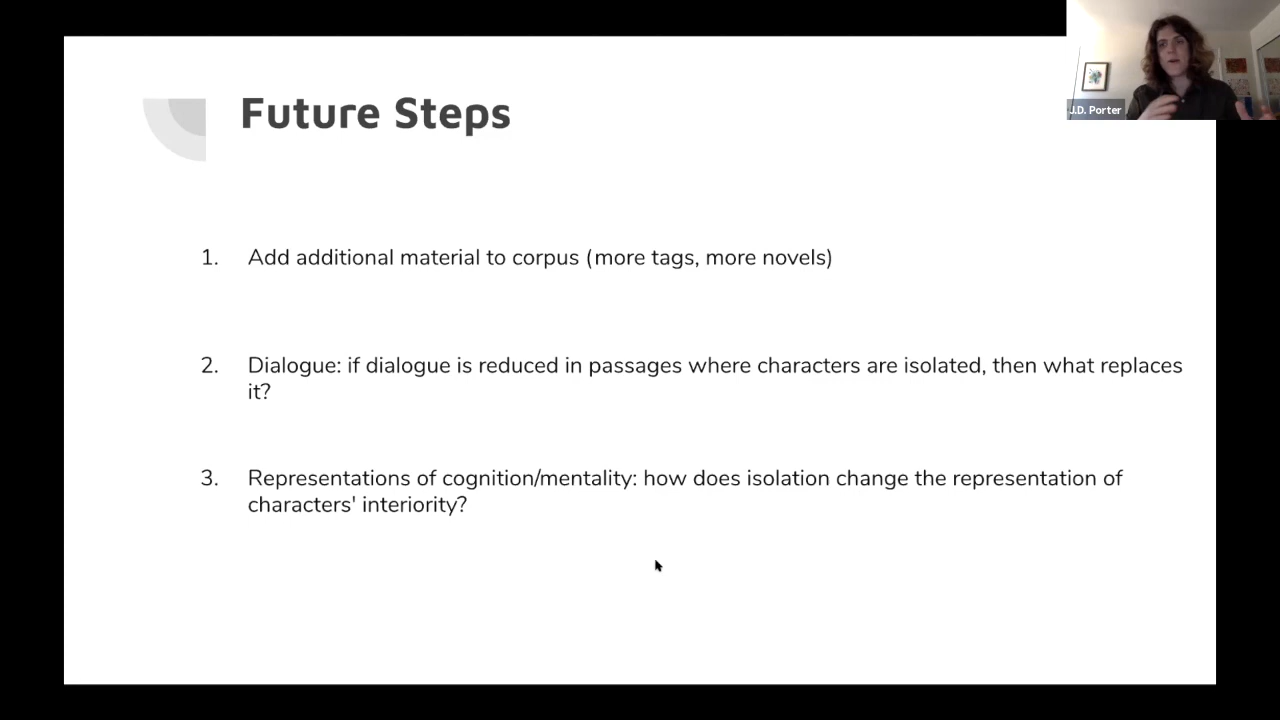 J.D. Porter
Future Steps
1. Add additional material to corpus (more tags, more novels)
2. Dialogue: if dialogue is reduced in passages where characters are isolated, then what replaces
it?
3. Representations of cognition/mentality: how does isolation change the representation of
characters' interiority?